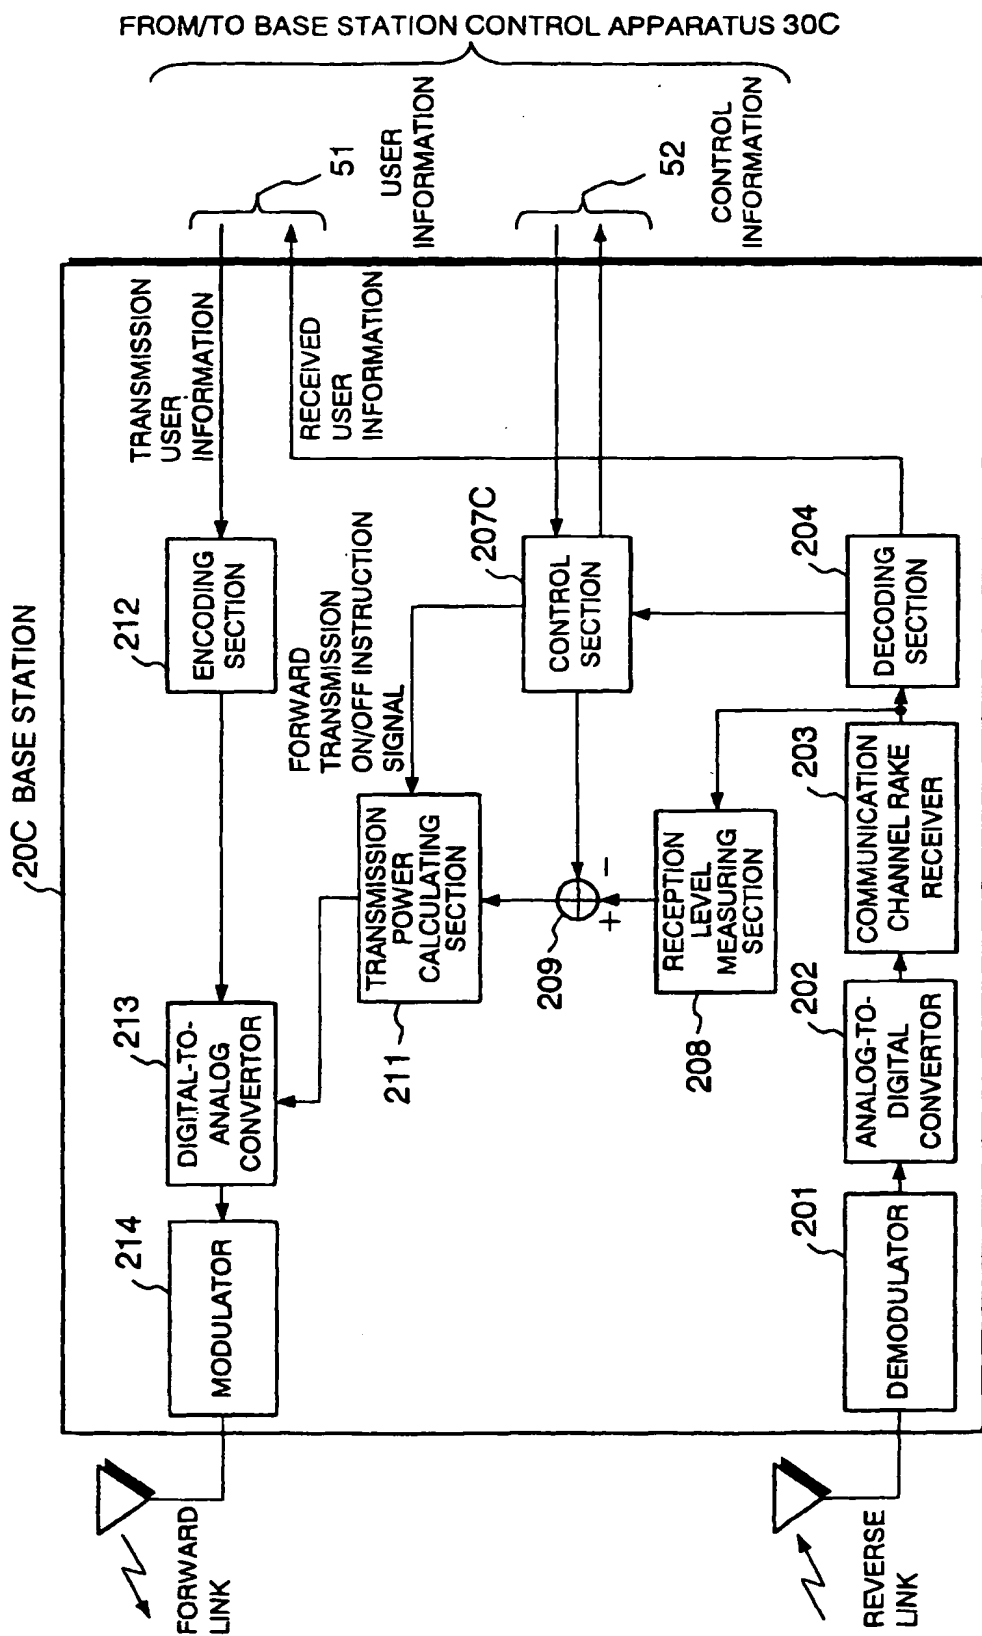 20C BASE STATION
FROM/TO BASE STATION CONTROL APPARATUS 30C
FORWARD
LINK
214
MODULATOR
213
DIGITAL-TO-
ANALOG
CONVERTOR
212
ENCODING
SECTION
TRANSMISSION
USER
INFORMATION
RECEIVED
USER
INFORMATION
51
USER
INFORMATION
FORWARD
TRANSMISSION
ON/OFF INSTRUCTION
SIGNAL
211
TRANSMISSION
POWER
CALCULATING
SECTION
207C
CONTROL
SECTION
52
CONTROL
INFORMATION
209
+
−
208
RECEPTION
LEVEL
MEASURING
SECTION
REVERSE
LINK
201
DEMODULATOR
202
ANALOG-TO-
DIGITAL
CONVERTOR
203
COMMUNICATION
CHANNEL RAKE
RECEIVER
204
DECODING
SECTION